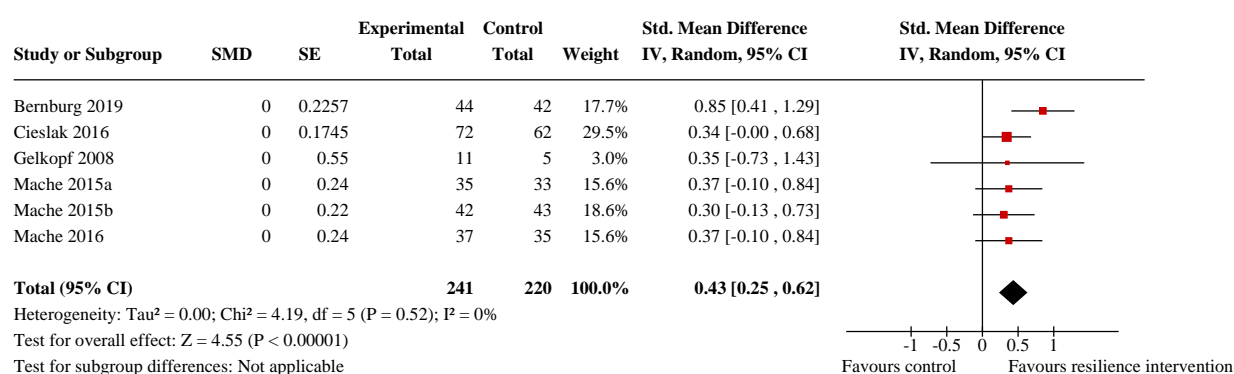 Experimental Control Std. Mean Difference Std. Mean Difference
Study or Subgroup SMD SE Total Total Weight IV, Random, 95% CI IV, Random, 95% CI
Bernburg 2019 0 0.2257 44 42 17.7% 0.85 [0.41 , 1.29]
Cieslak 2016 0 0.1745 72 62 29.5% 0.34 [-0.00 , 0.68]
Gelkopf 2008 0 0.55 11 5 3.0% 0.35 [-0.73 , 1.43]
Mache 2015a 0 0.24 35 33 15.6% 0.37 [-0.10 , 0.84]
Mache 2015b 0 0.22 42 43 18.6% 0.30 [-0.13 , 0.73]
Mache 2016 0 0.24 37 35 15.6% 0.37 [-0.10 , 0.84]
Total (95% CI) 241 220 100.0% 0.43 [0.25 , 0.62]
Heterogeneity: Tau² = 0.00; Chi² = 4.19, df = 5 (P = 0.52); I² = 0%
Test for overall effect: Z = 4.55 (P < 0.00001)
-1 -0.5 0 0.5 1
Test for subgroup differences: Not applicable
Favours control Favours resilience intervention